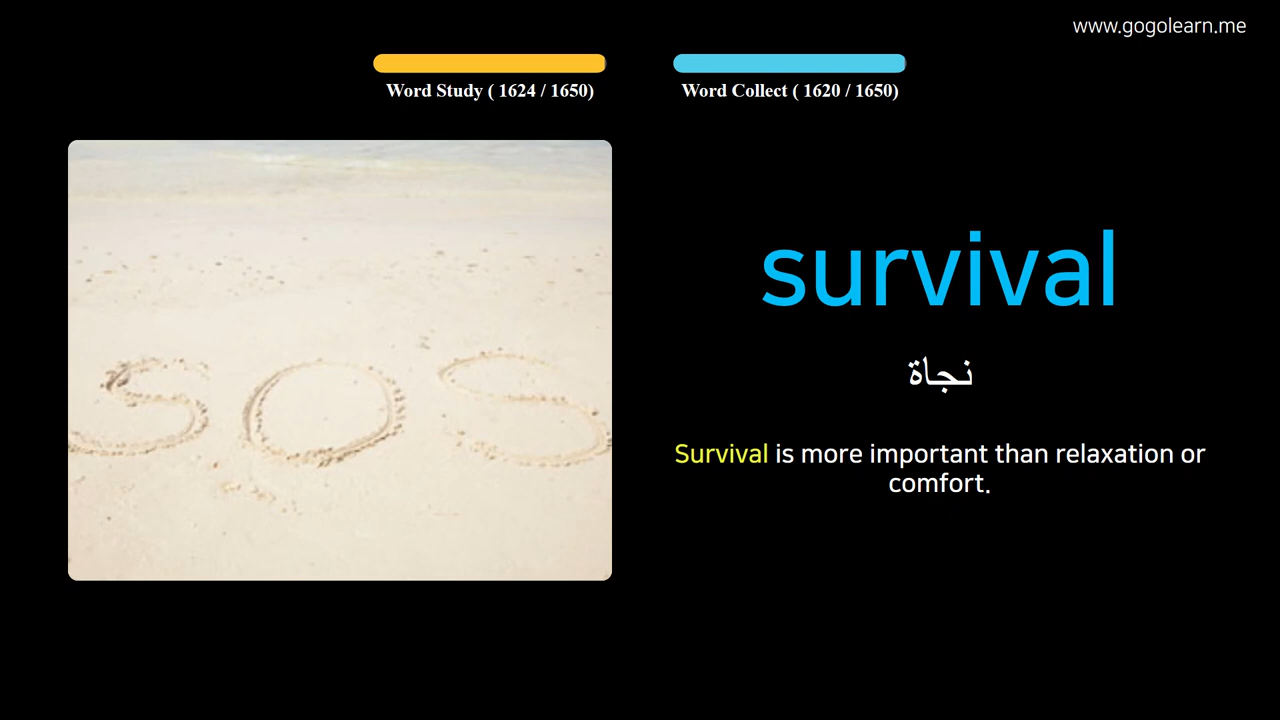 www.gogolearn.me
Word Study ( 1624 / 1650)
Word Collect ( 1620 / 1650)
SOS
survival
نجاة
Survival is more important than relaxation or
comfort.